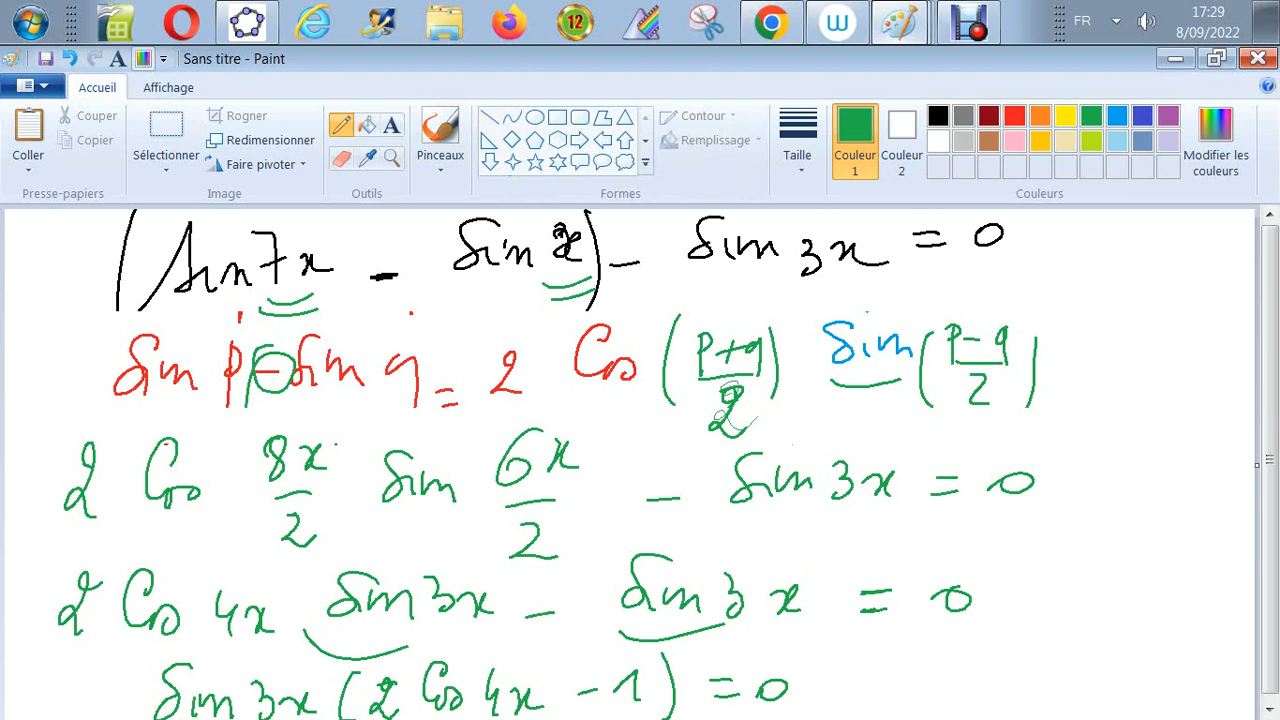 FR
17:29
8/09/2022
12
Sans titre - Paint
Accueil
Affichage
Coller
Couper
Copier
Presse-papiers
Sélectionner
Rogner
Redimensionner
Faire pivoter
Image
Outils
Pinceaux
Contour
Remplissage
Formes
Taille
Couleur 1
Couleur 2
Modifier les couleurs
Couleurs
(Sin 7x - Sin x) - Sin 3x = 0
Sin p - Sin q = 2 Cos (p+q/2) Sin (p-q/2)
2 Cos 8x/2 Sin 6x/2 - Sin 3x = 0
2 Cos 4x Sin 3x - Sin 3x = 0
Sin 3x (2 Cos 4x - 1) = 0